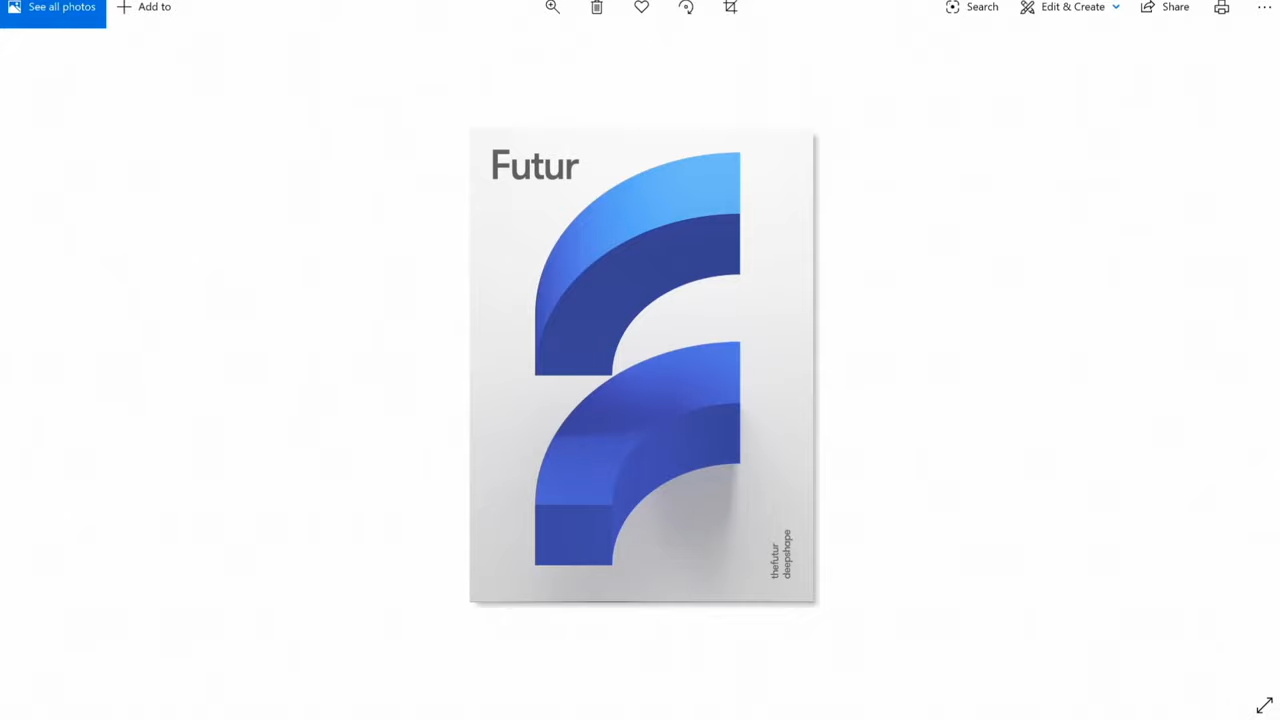 See all photos
Add to
Search
Edit & Create
Share
Futur
thefutur
deepshape